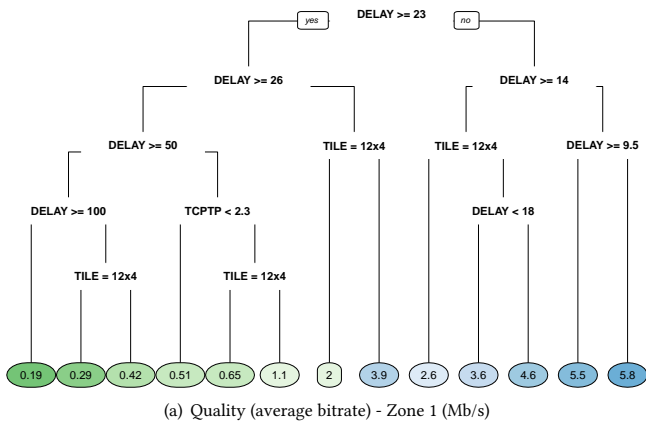 DELAY >= 23
yes
no
DELAY >= 26
DELAY >= 14
DELAY >= 50
TILE = 12x4
TILE = 12x4
DELAY >= 9.5
DELAY >= 100
TCPTP < 2.3
DELAY < 18
TILE = 12x4
TILE = 12x4
0.19
0.29
0.42
0.51
0.65
1.1
2
3.9
2.6
3.6
4.6
5.5
5.8
(a) Quality (average bitrate) - Zone 1 (Mb/s)